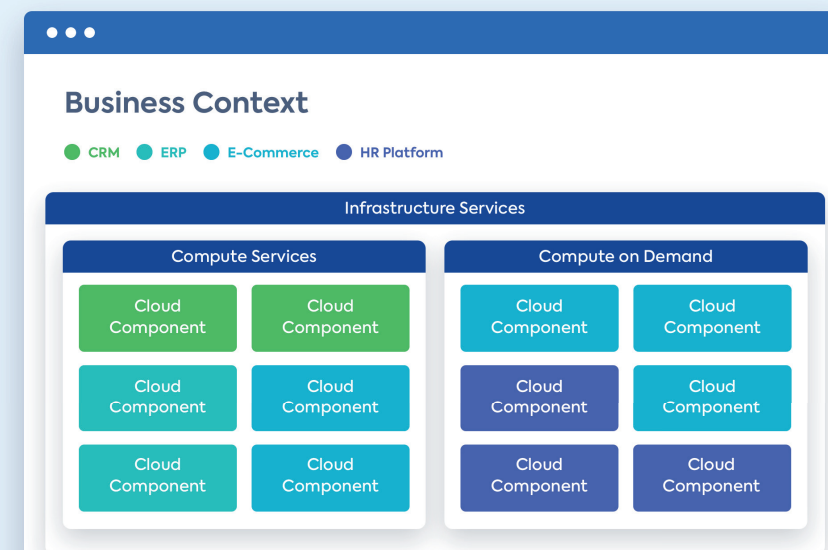 Business Context
CRM ERP E-Commerce HR Platform
Infrastructure Services
Compute Services
Cloud
Component
Cloud
Component
Cloud
Component
Cloud
Component
Cloud
Component
Cloud
Component
Compute on Demand
Cloud
Component
Cloud
Component
Cloud
Component
Cloud
Component
Cloud
Component
Cloud
Component